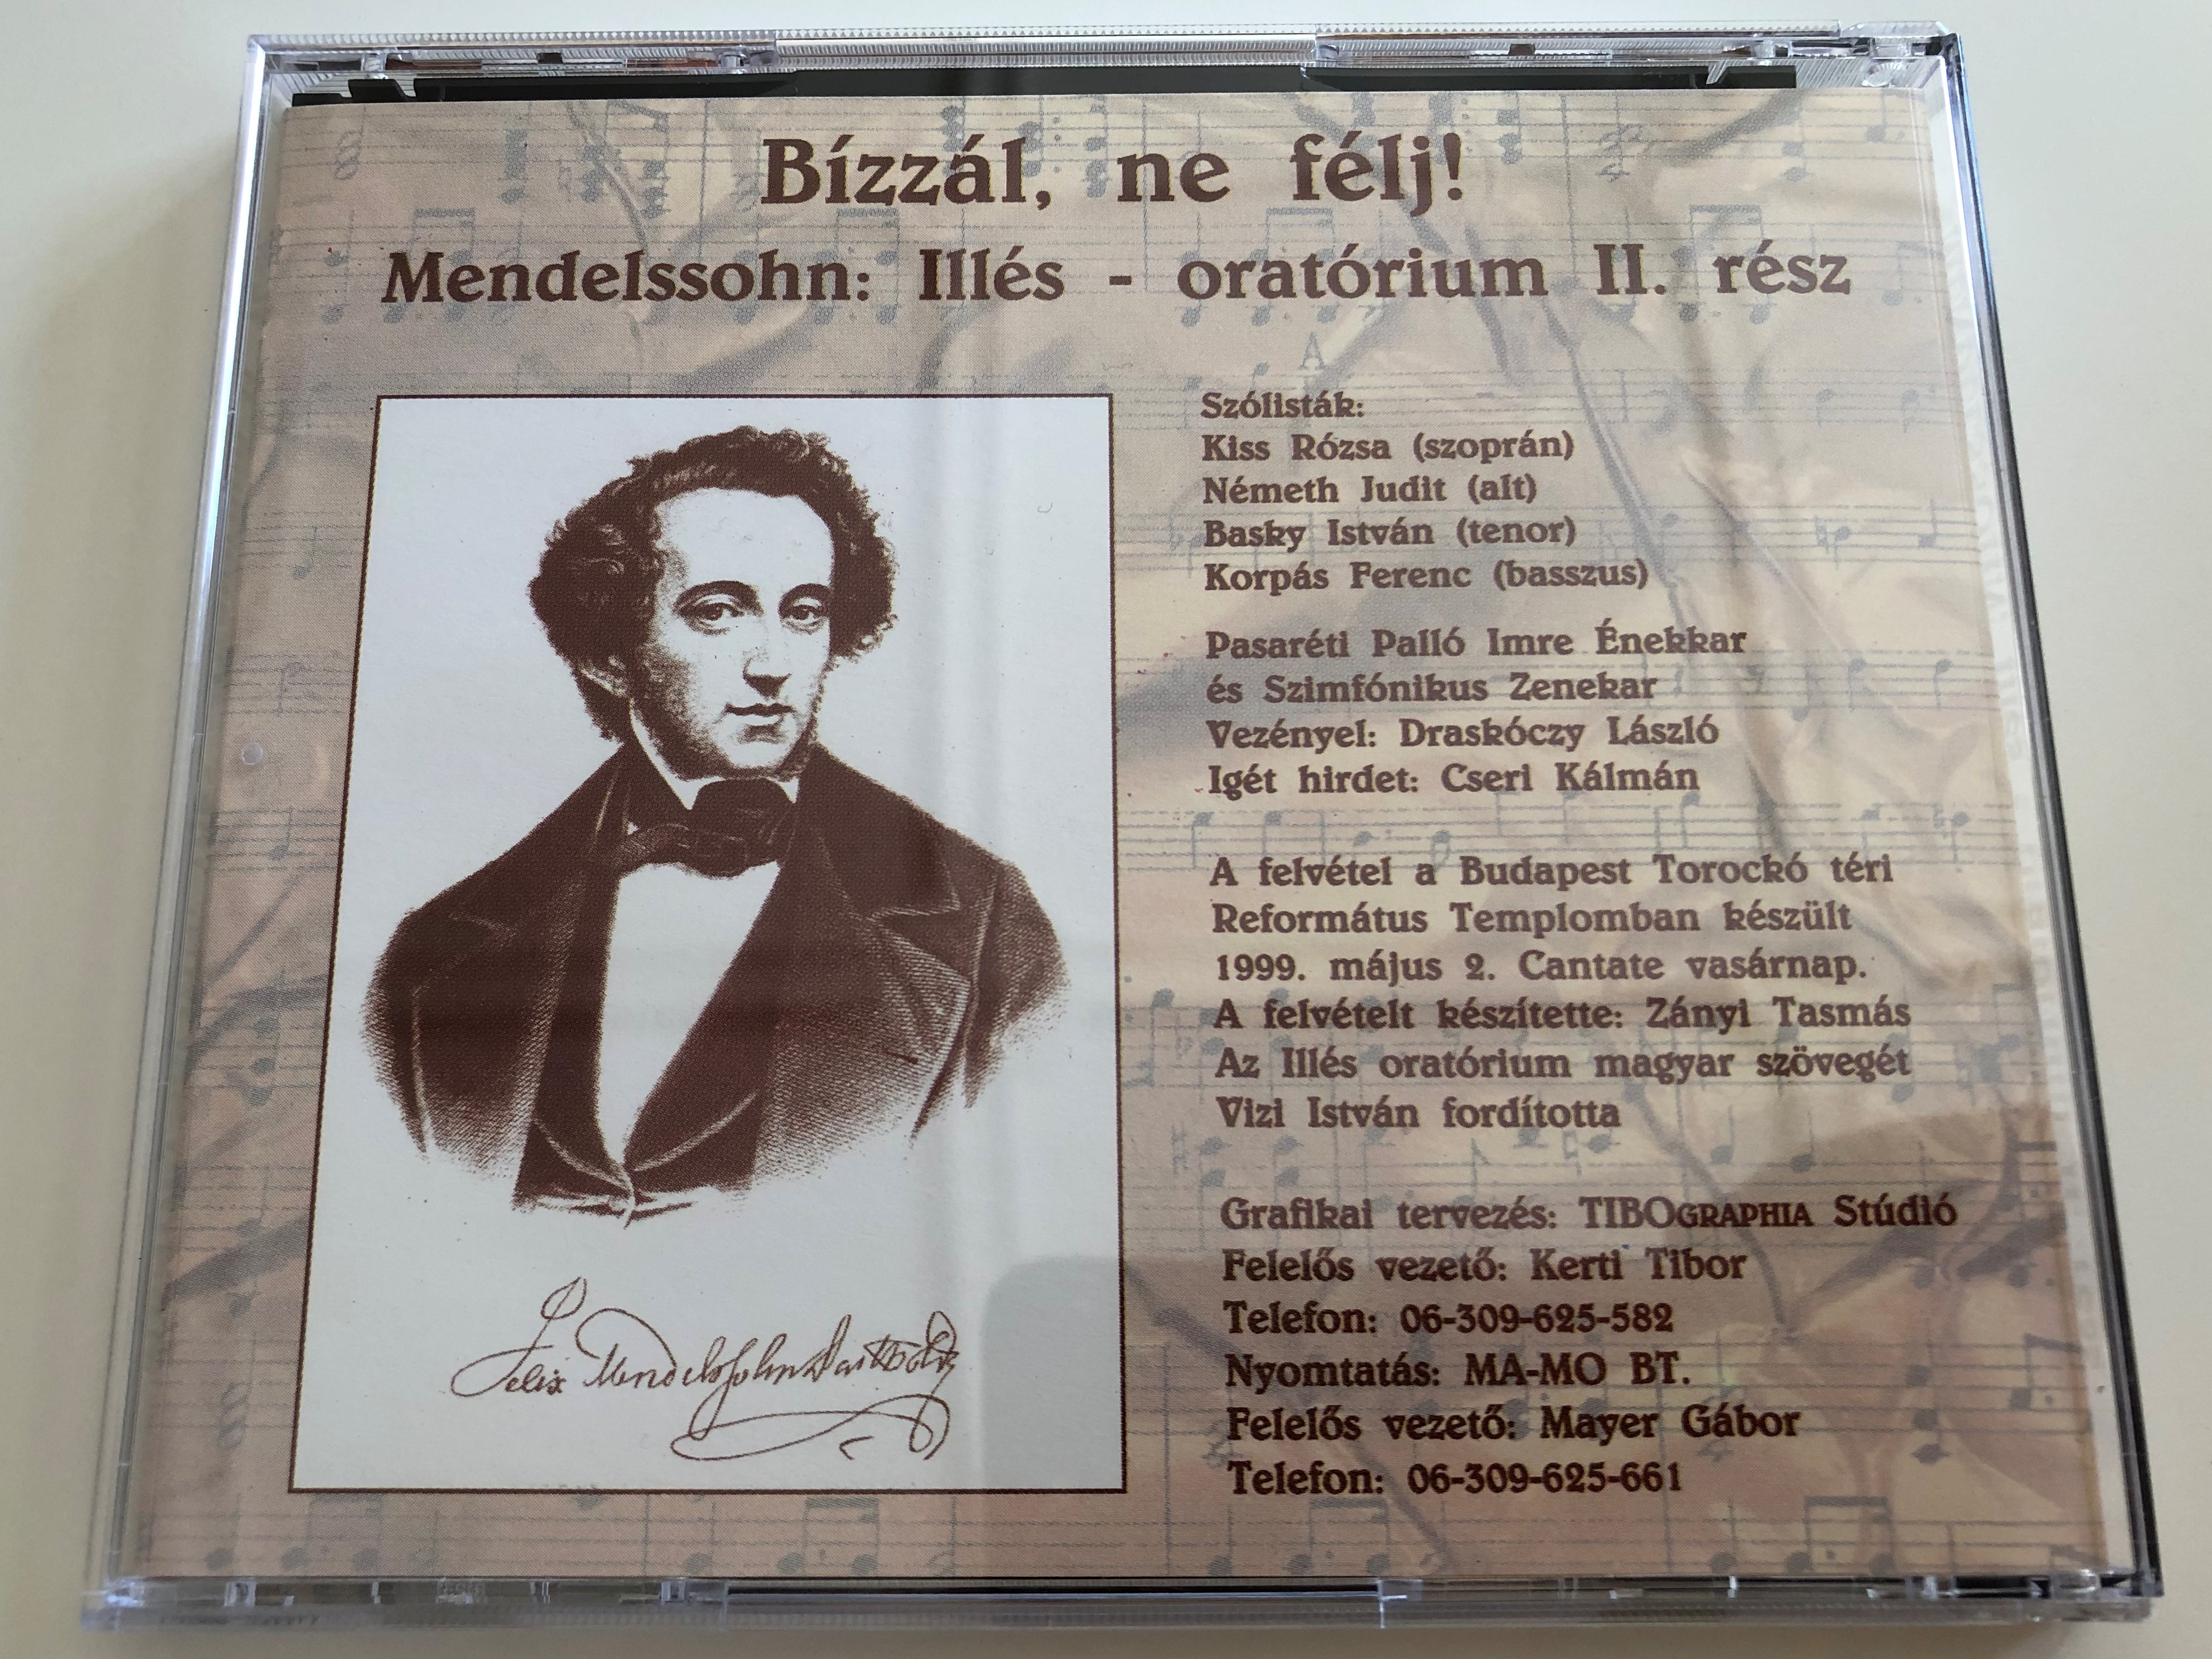 Bízzál, ne félj!
Mendelssohn: Illés - oratórium II. rész
Szólisták:
Kiss Rózsa (szoprán)
Németh Judit (alt)
Basky István (tenor)
Korpás Ferenc (basszus)
Pasaréti Palló Imre Énekkar
és Szimfónikus Zenekar
Vezényel: Draskóczy László
Igét hirdet: Cseri Kálmán
A felvétel a Budapest Torockó téri
Református Templomban készült
1999. május 2. Cantate vasárnap.
A felvételt készítette: Zányi Tasmás
Az Illés oratórium magyar szövegét
Vizi István fordította
Grafikai tervezés: TIBOGRAPHIA Stúdió
Felelős vezető: Kerti Tibor
Telefon: 06-309-625-582
Nyomtatás: MA-MO BT.
Felelős vezető: Mayer Gábor
Telefon: 06-309-625-661
Felix Mendelssohn Bartholdy